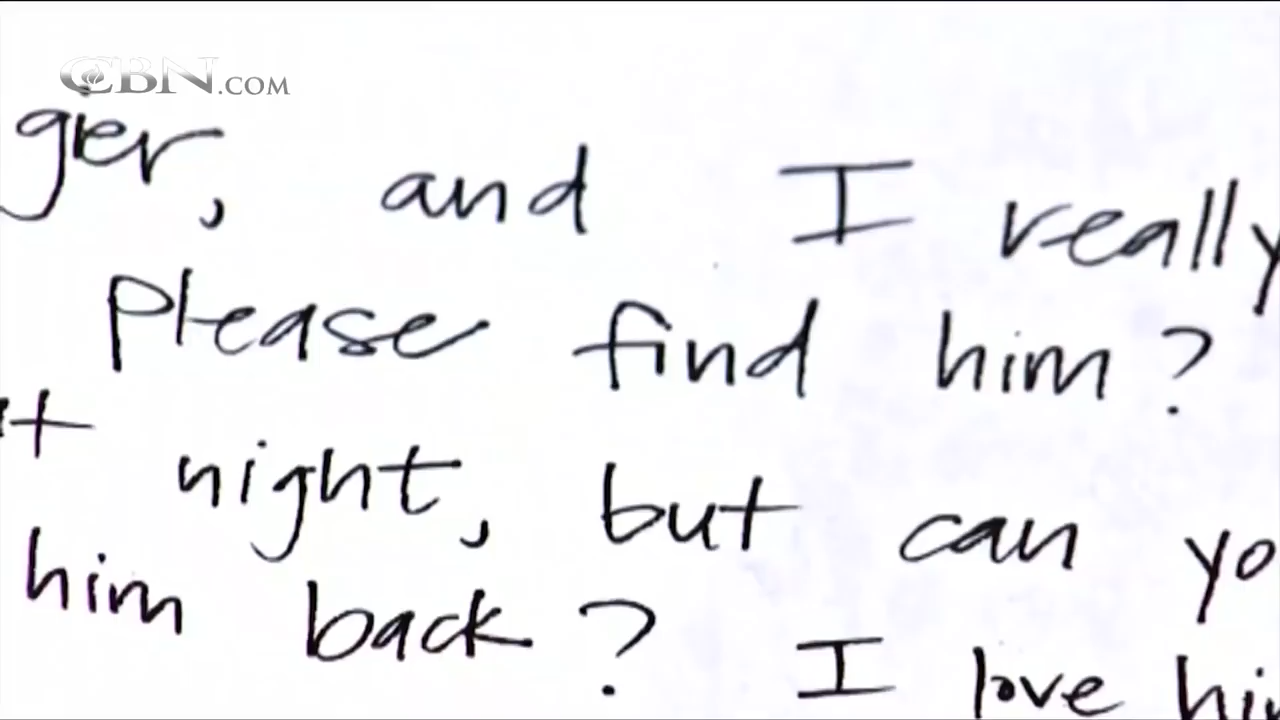 CBN.COM
ger, and I really
please find him?
night, but can yo
him back? I love hi